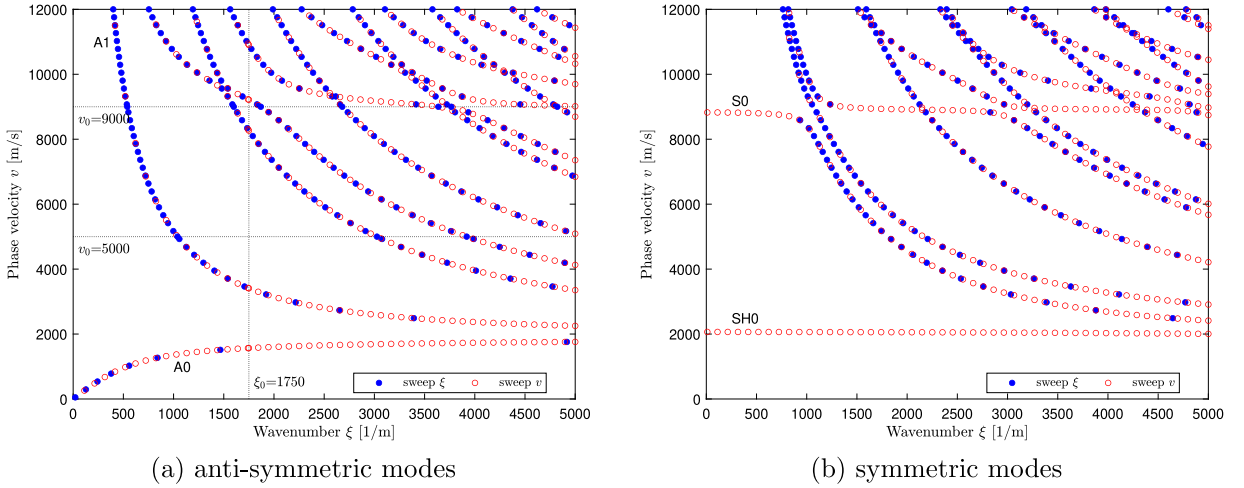 12000
10000
8000
6000
4000
2000
0
Phase velocity v [m/s]
A1
v₀=9000
v₀=5000
A0
ξ₀=1750
sweep ξ
sweep v
0 500 1000 1500 2000 2500 3000 3500 4000 4500 5000
Wavenumber ξ [1/m]
(a) anti-symmetric modes
12000
10000
8000
6000
4000
2000
0
Phase velocity v [m/s]
S0
SH0
sweep ξ
sweep v
0 500 1000 1500 2000 2500 3000 3500 4000 4500 5000
Wavenumber ξ [1/m]
(b) symmetric modes